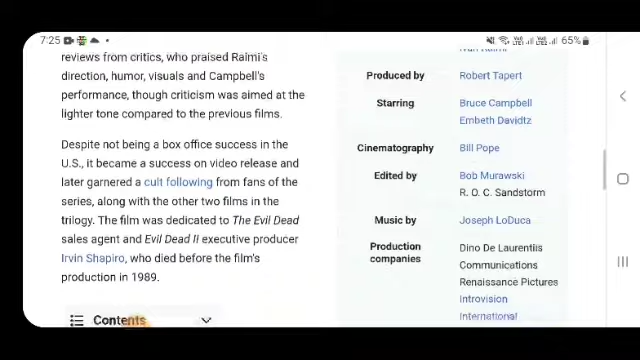 7:25
65%
reviews from critics, who praised Raimi's
direction, humor, visuals and Campbell's
performance, though criticism was aimed at the
lighter tone compared to the previous films.
Despite not being a box office success in the
U.S., it became a success on video release and
later garnered a cult following from fans of the
series, along with the other two films in the
trilogy. The film was dedicated to The Evil Dead
sales agent and Evil Dead II executive producer
Irvin Shapiro, who died before the film's
production in 1989.
Contents
Produced by Robert Tapert
Starring Bruce Campbell
Embeth Davidtz
Cinematography Bill Pope
Edited by Bob Murawski
R. O. C. Sandstorm
Music by Joseph LoDuca
Production Dino De Laurentiis
companies Communications
Renaissance Pictures
Introvision
International